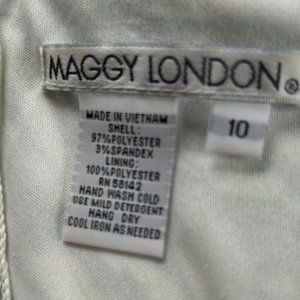 MAGGY LONDON®
10
MADE IN VIETNAM
SHELL:
97%POLYESTER
3%SPANDEX
LINING:
100%POLYESTER
RN 58142
HAND WASH COLD
USE MILD DETERGENT
HANG DRY
COOL IRON AS NEEDED